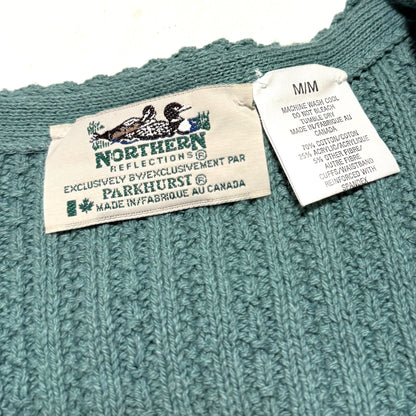 NORTHERN
REFLECTIONS®
EXCLUSIVELY BY/EXCLUSIVEMENT PAR
PARKHURST®
MADE IN/FABRIQUE AU CANADA
M/M
MACHINE WASH COOL
DO NOT BLEACH
TUMBLE DRY
MADE IN/FABRIQUE AU
CANADA
70% COTTON/COTON
25% ACRYLIC/ACRYLIQUE
5% OTHER FIBRE/
AUTRE FIBRE
CUFFS/WAISTBAND
REINFORCED WITH
SPANDEX